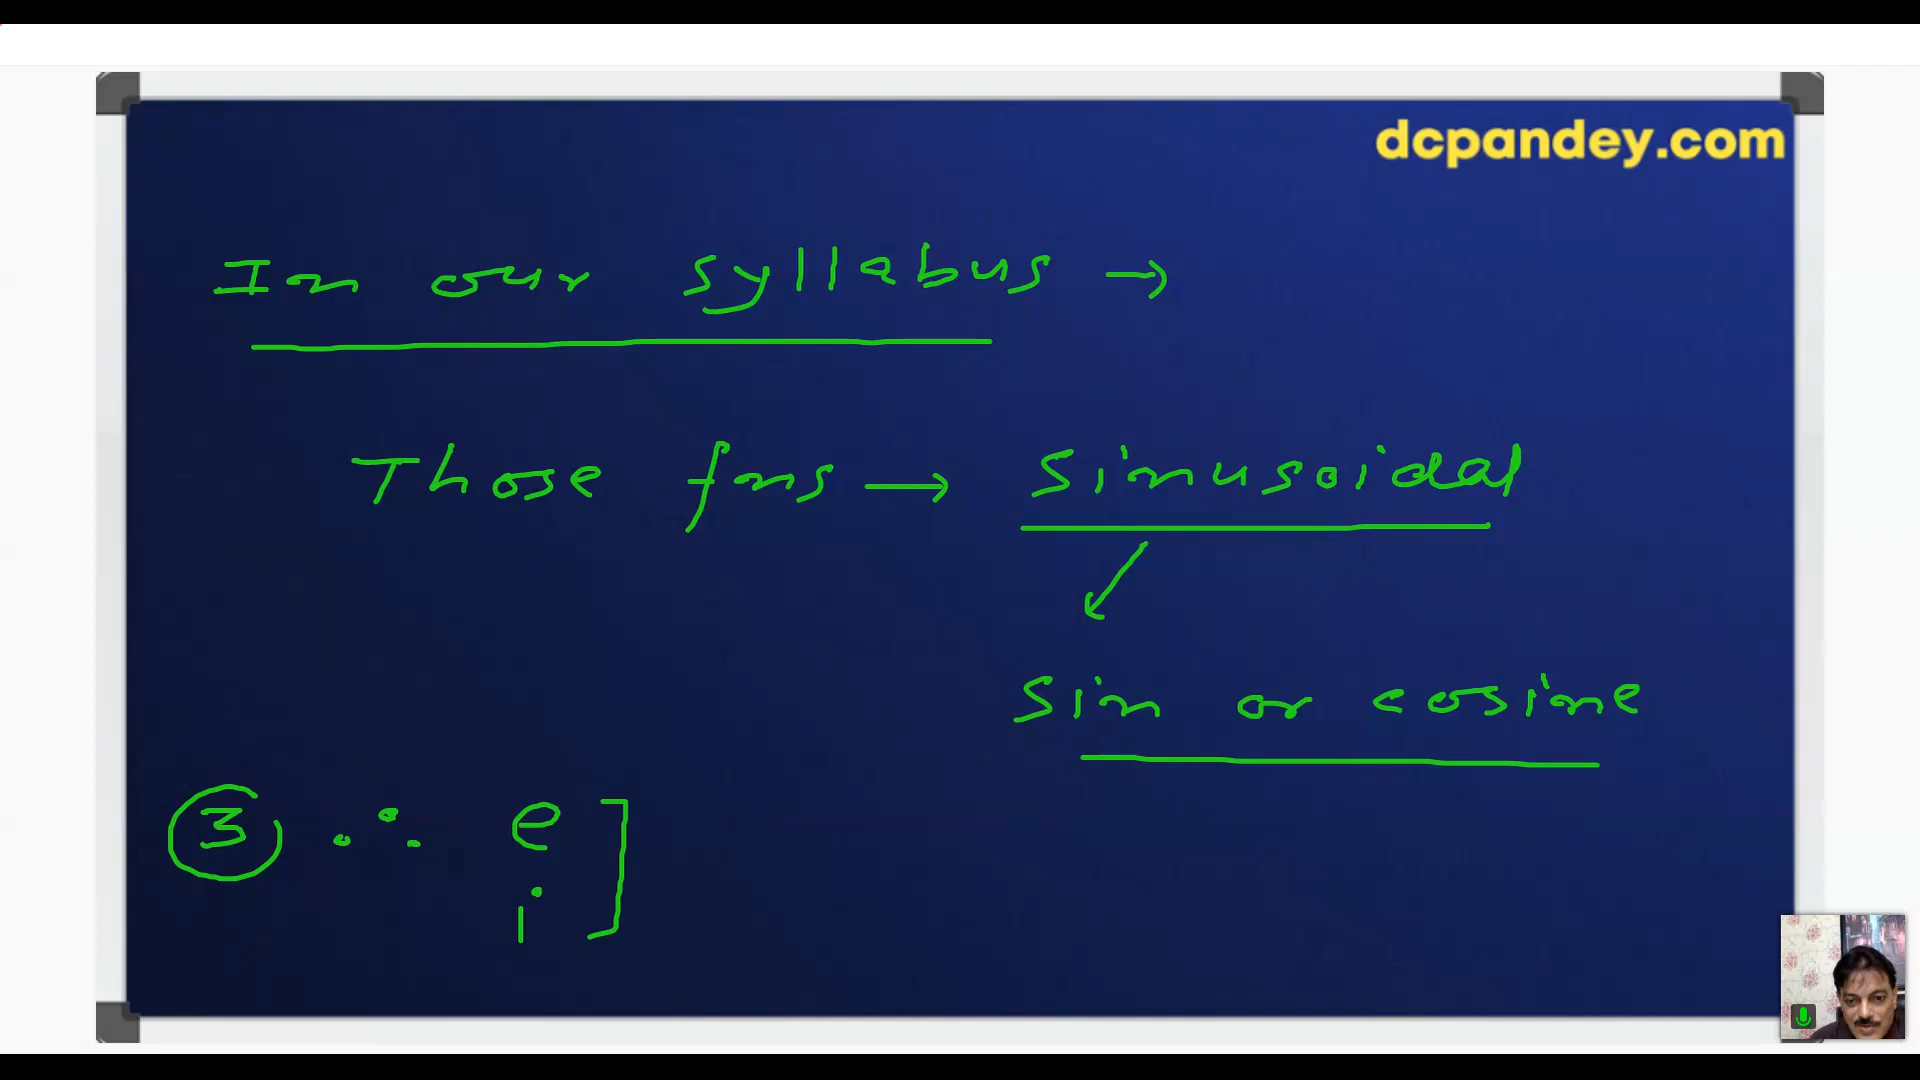 dcpandey.com
In our syllabus →
Those fns → Sinusoidal
Sin or cosine
③ ∴ e ]
i